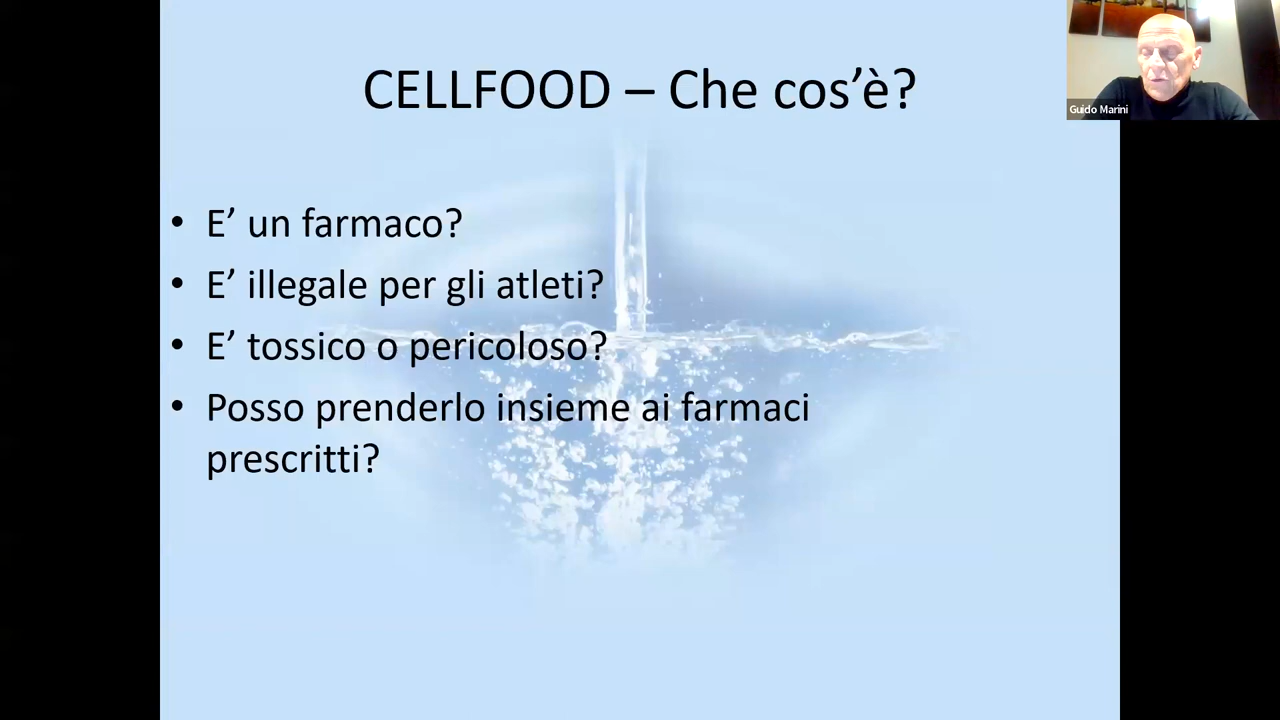 CELLFOOD – Che cos’è?
Guido Marini
• E’ un farmaco?
• E’ illegale per gli atleti?
• E’ tossico o pericoloso?
• Posso prenderlo insieme ai farmaci
prescritti?